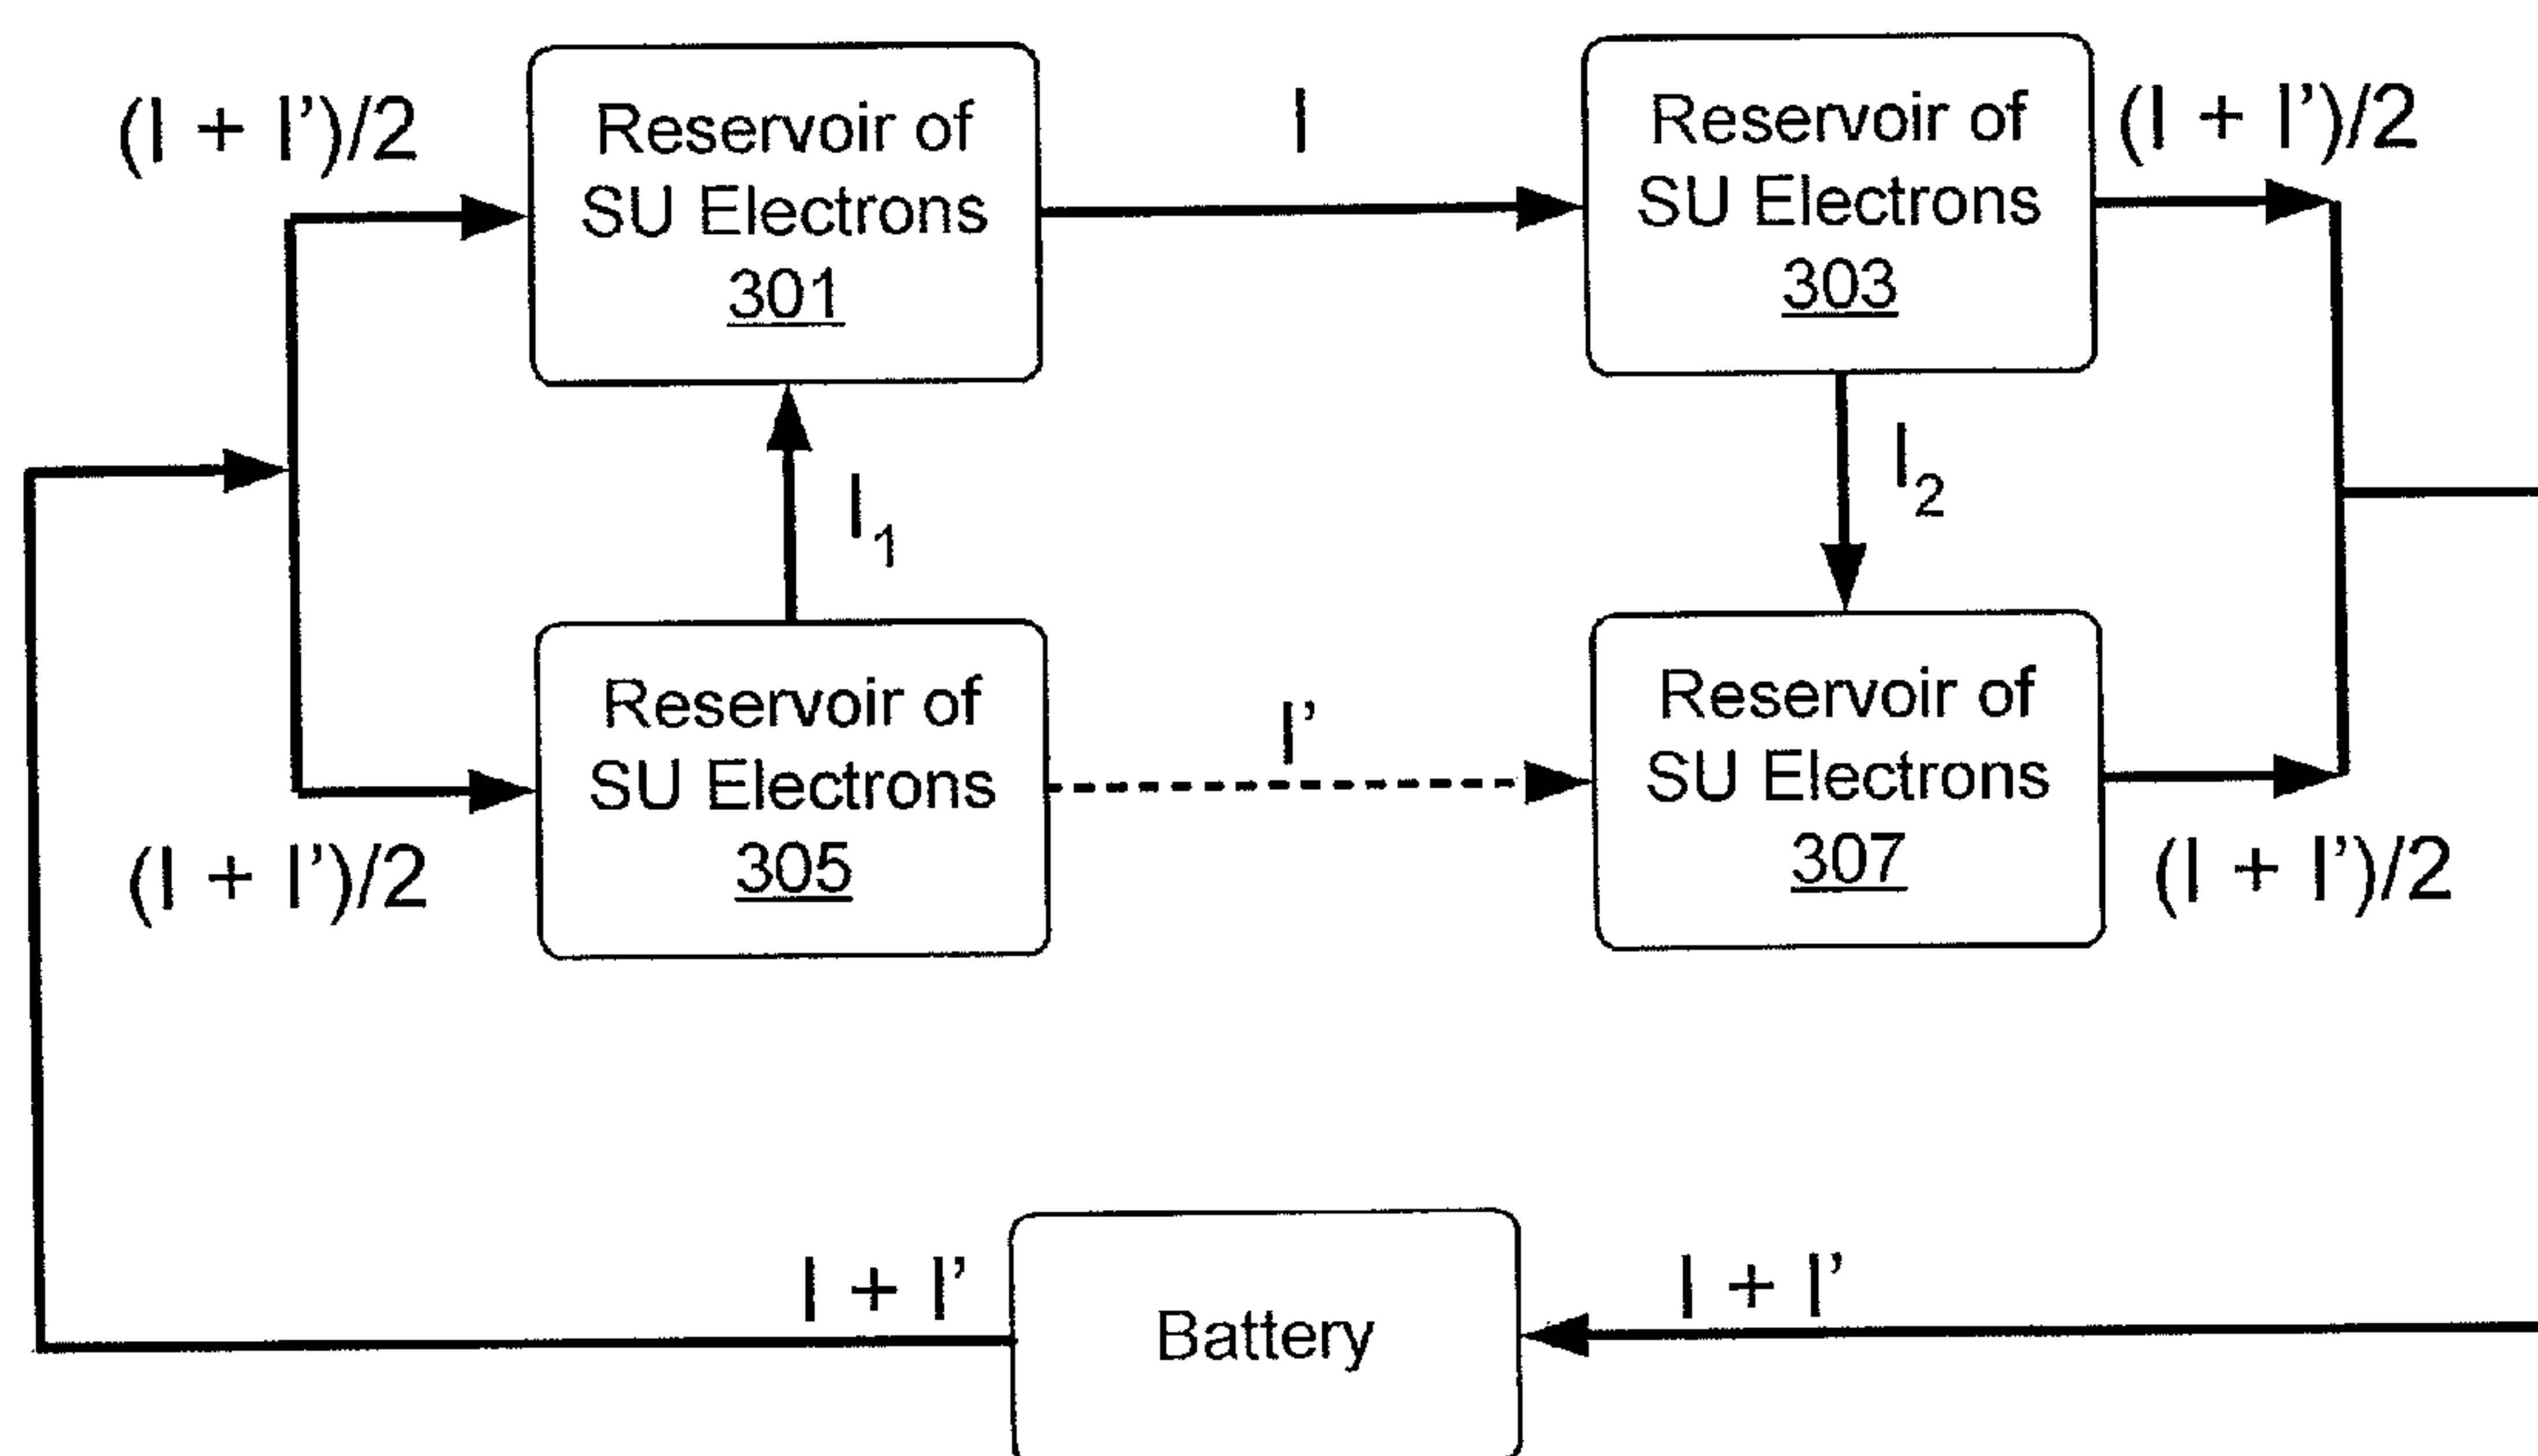 (I + I’)/2
Reservoir of
SU Electrons
301
I
Reservoir of
SU Electrons
303
(I + I’)/2
I1
I2
(I + I’)/2
Reservoir of
SU Electrons
305
I’
Reservoir of
SU Electrons
307
(I + I’)/2
I + I’
Battery
I + I’